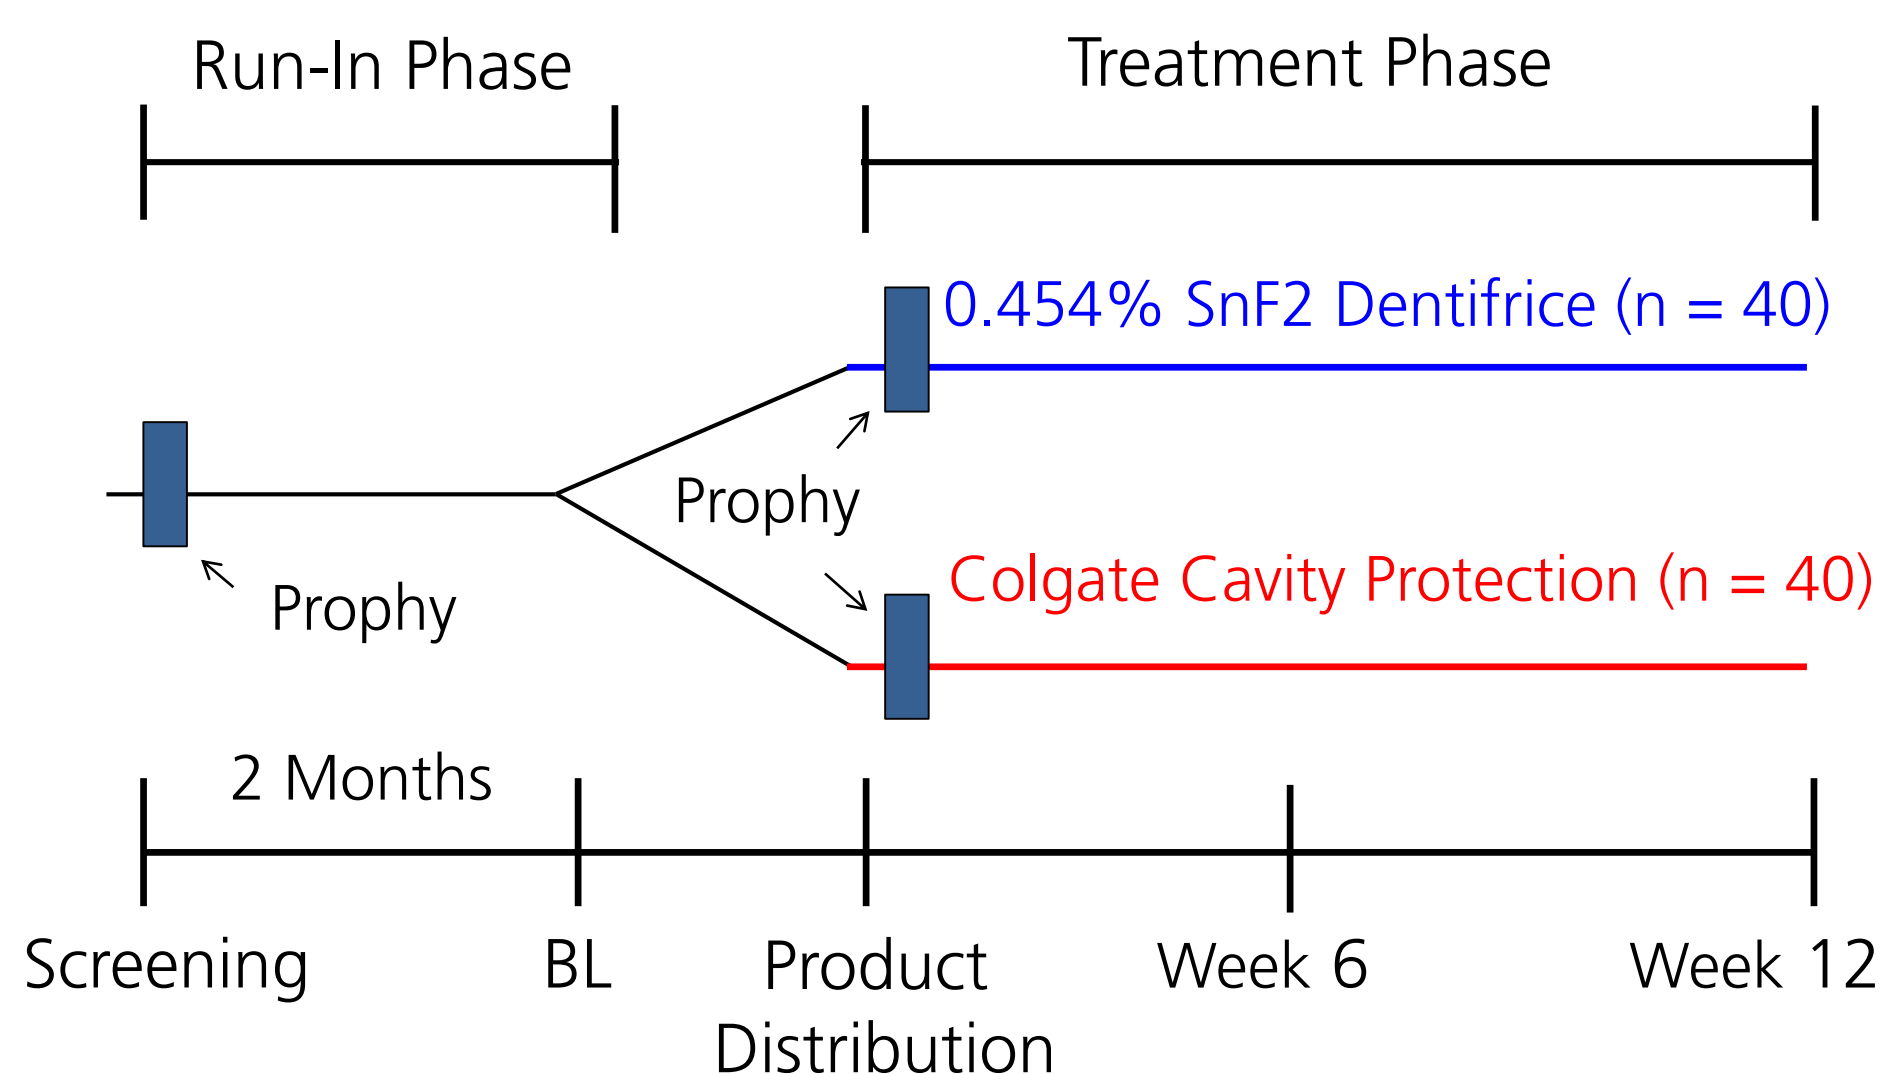 Run-In Phase
Treatment Phase
0.454% SnF2 Dentifrice (n = 40)
Prophy
Colgate Cavity Protection (n = 40)
Prophy
2 Months
Screening
BL
Product
Distribution
Week 6
Week 12